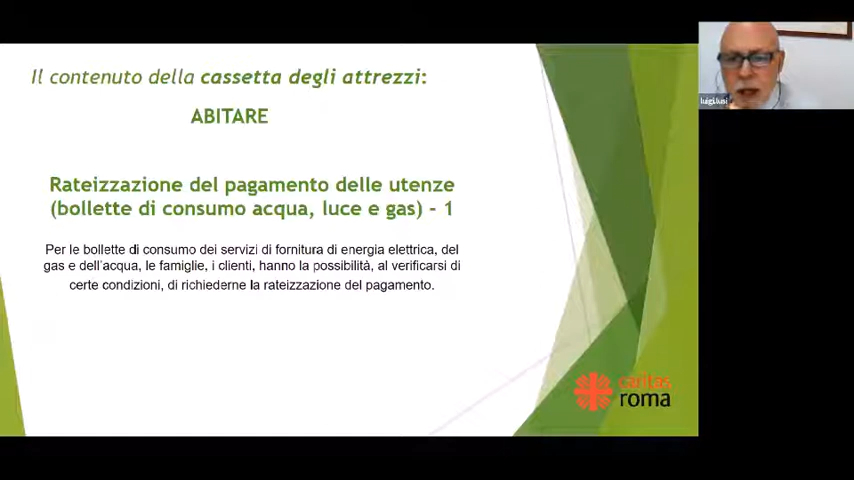 Il contenuto della cassetta degli attrezzi:
ABITARE
Rateizzazione del pagamento delle utenze
(bollette di consumo acqua, luce e gas) - 1
Per le bollette di consumo dei servizi di fornitura di energia elettrica, del
gas e dell'acqua, le famiglie, i clienti, hanno la possibilità, al verificarsi di
certe condizioni, di richiederne la rateizzazione del pagamento.
caritas
roma
luigi.lusi